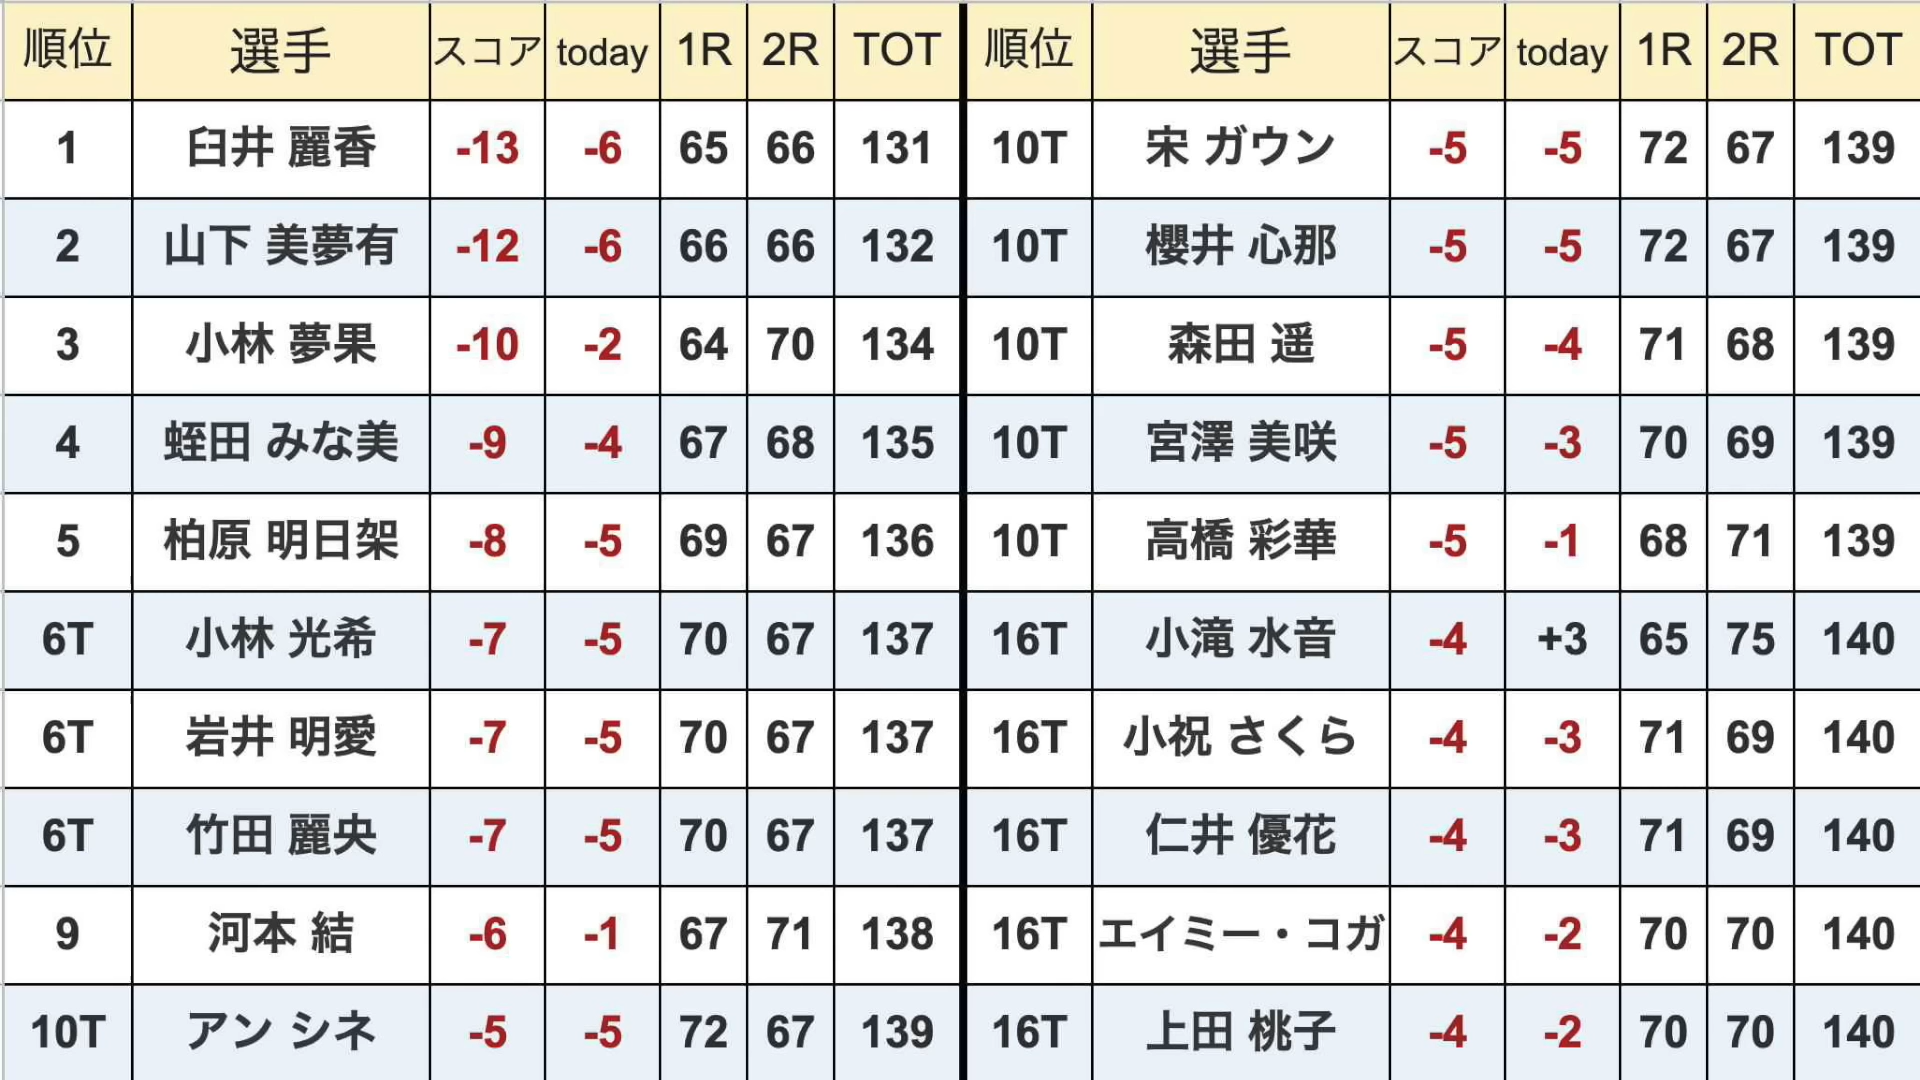 順位 選手 スコア today 1R 2R TOT
1 臼井 麗香 -13 -6 65 66 131
2 山下 美夢有 -12 -6 66 66 132
3 小林 夢果 -10 -2 64 70 134
4 蛭田 みな美 -9 -4 67 68 135
5 柏原 明日架 -8 -5 69 67 136
6T 小林 光希 -7 -5 70 67 137
6T 岩井 明愛 -7 -5 70 67 137
6T 竹田 麗央 -7 -5 70 67 137
9 河本 結 -6 -1 67 71 138
10T アン シネ -5 -5 72 67 139
順位 選手 スコア today 1R 2R TOT
10T 宋 ガウン -5 -5 72 67 139
10T 櫻井 心那 -5 -5 72 67 139
10T 森田 遥 -5 -4 71 68 139
10T 宮澤 美咲 -5 -3 70 69 139
10T 高橋 彩華 -5 -1 68 71 139
16T 小滝 水音 -4 +3 65 75 140
16T 小祝 さくら -4 -3 71 69 140
16T 仁井 優花 -4 -3 71 69 140
16T エイミー・コガ -4 -2 70 70 140
16T 上田 桃子 -4 -2 70 70 140